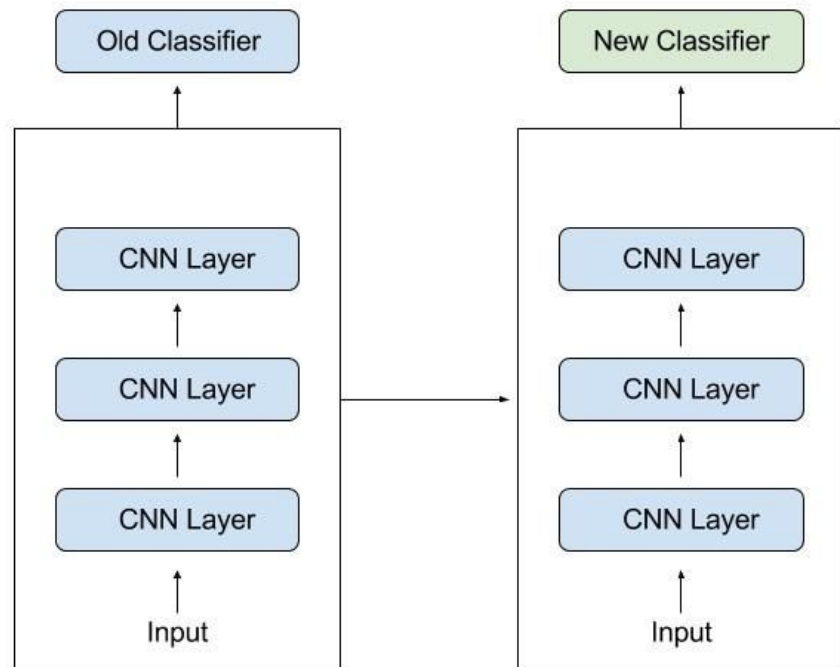 Old Classifier
CNN Layer
CNN Layer
CNN Layer
Input
New Classifier
CNN Layer
CNN Layer
CNN Layer
Input